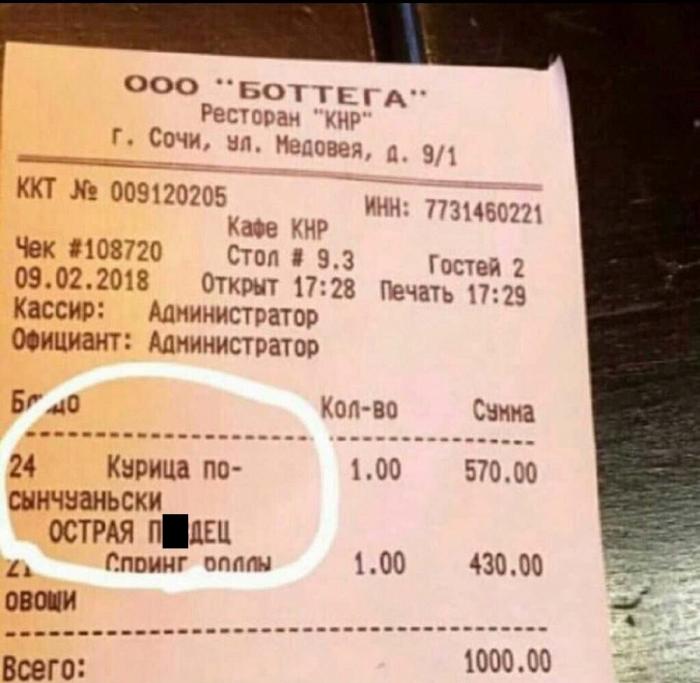 ООО "БОТТЕГА"
Ресторан "КНР"
г. Сочи, ул. Медовея, д. 9/1
ККТ № 009120205 ИНН: 7731460221
Кафе КНР
Чек #108720 Стол # 9.3 Гостей 2
09.02.2018 Открыт 17:28 Печать 17:29
Кассир: Администратор
Официант: Администратор
Блюдо Кол-во Сумма
24 Курица по- 1.00 570.00
сынчуаньски
ОСТРАЯ
21 Спринг роллы 1.00 430.00
овощи
Всего: 1000.00